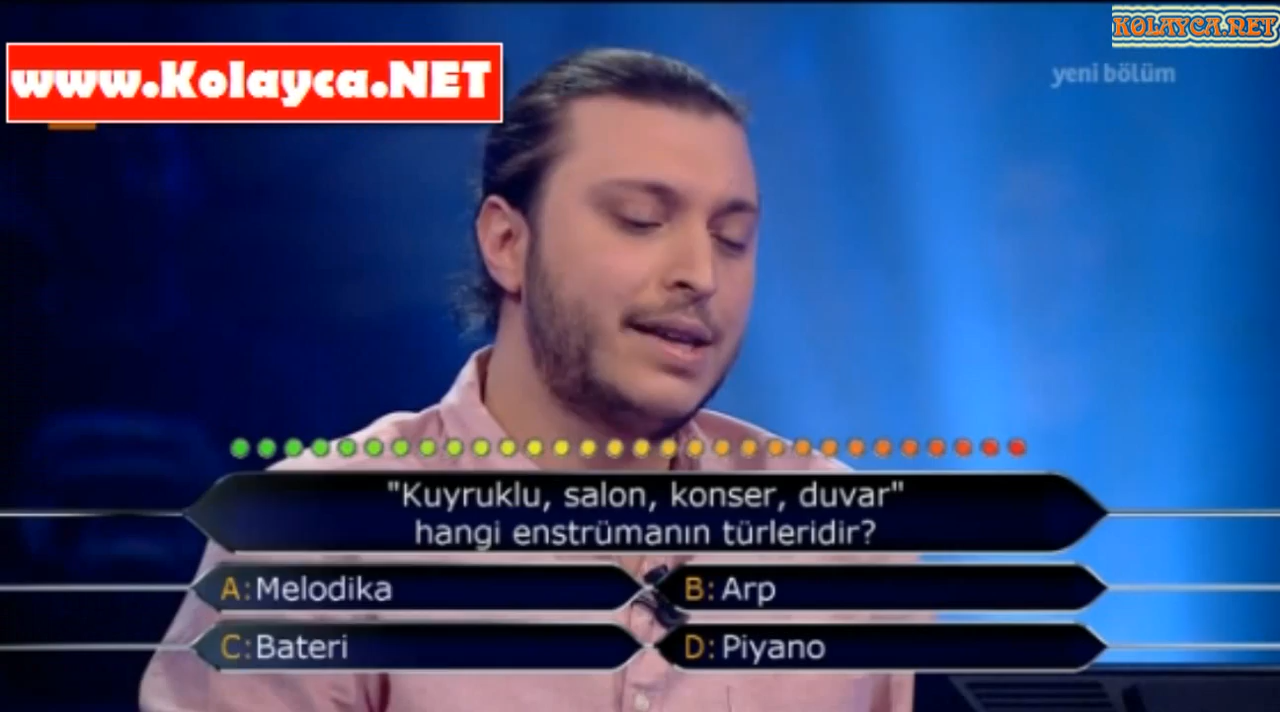 KOLAYCA.NET
www.Kolayca.NET
yeni bölüm
"Kuyruklu, salon, konser, duvar"
hangi enstrümanın türleridir?
A: Melodika
B: Arp
C: Bateri
D: Piyano